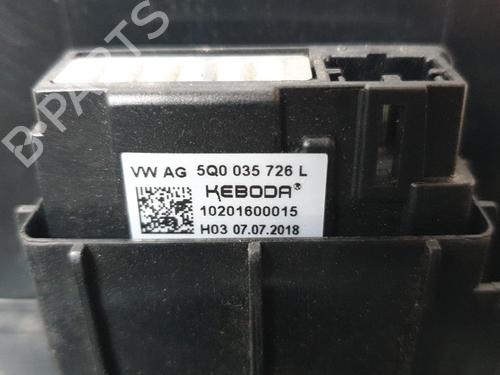 B-PARTS
VW AG 5Q0 035 726 L
KEBODA®
10201600015
H03 07.07.2018